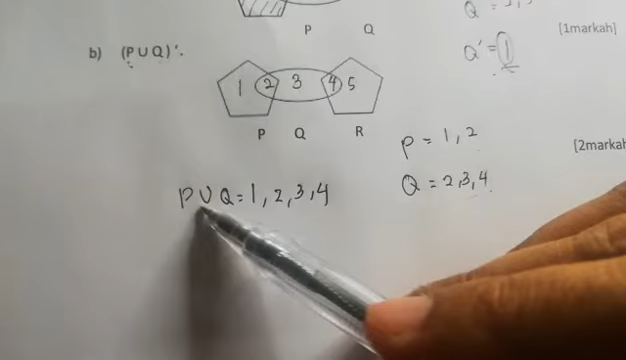 P Q
[1markah]
Q' = 1
b) (P ∪ Q)'.
1 2 3 4 5
P Q R
P = 1, 2
[2markah
Q = 2,3,4
P ∪ Q = 1, 2, 3, 4